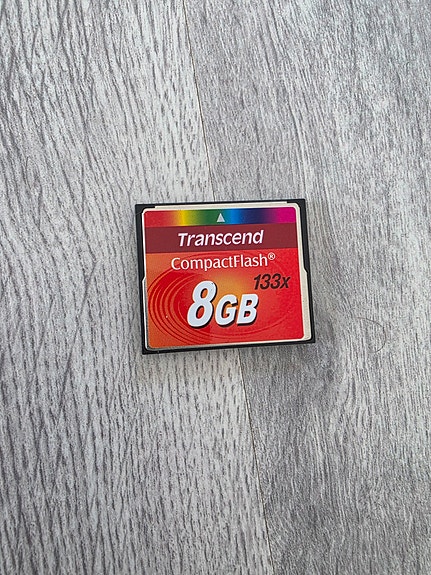 Transcend
CompactFlash®
133x
8GB